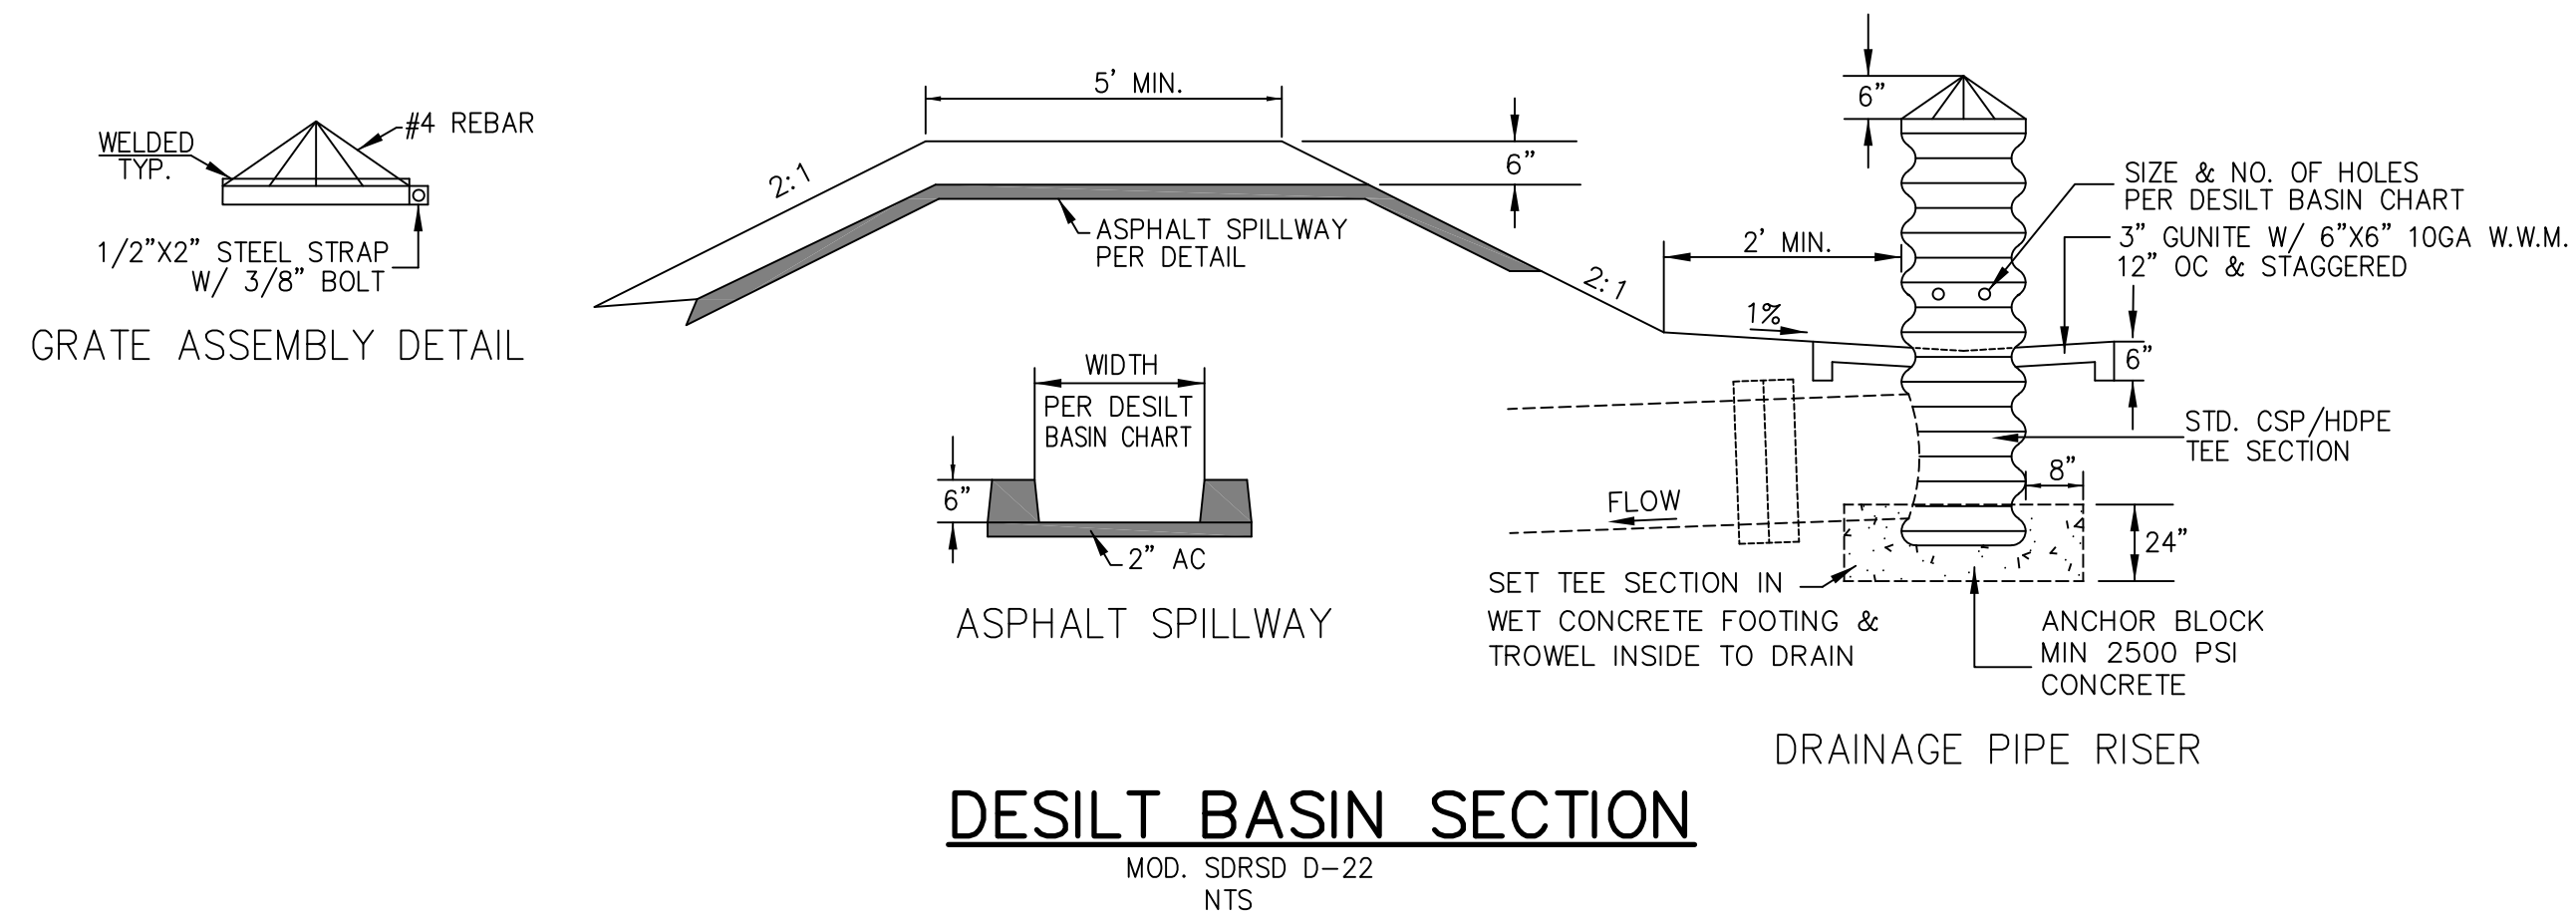 WELDED
TYP.
#4 REBAR
1/2”X2” STEEL STRAP
W/ 3/8” BOLT
GRATE ASSEMBLY DETAIL
5’ MIN.
2:1
6”
ASPHALT SPILLWAY
PER DETAIL
2:1
WIDTH
PER DESILT
BASIN CHART
6”
2” AC
ASPHALT SPILLWAY
6”
SIZE & NO. OF HOLES
PER DESILT BASIN CHART
3” GUNITE W/ 6”X6” 10GA W.W.M.
12” OC & STAGGERED
2’ MIN.
1%
6”
STD. CSP/HDPE
TEE SECTION
8”
FLOW
24”
SET TEE SECTION IN
WET CONCRETE FOOTING &
TROWEL INSIDE TO DRAIN
ANCHOR BLOCK
MIN 2500 PSI
CONCRETE
DRAINAGE PIPE RISER
DESILT BASIN SECTION
MOD. SDRSD D-22
NTS